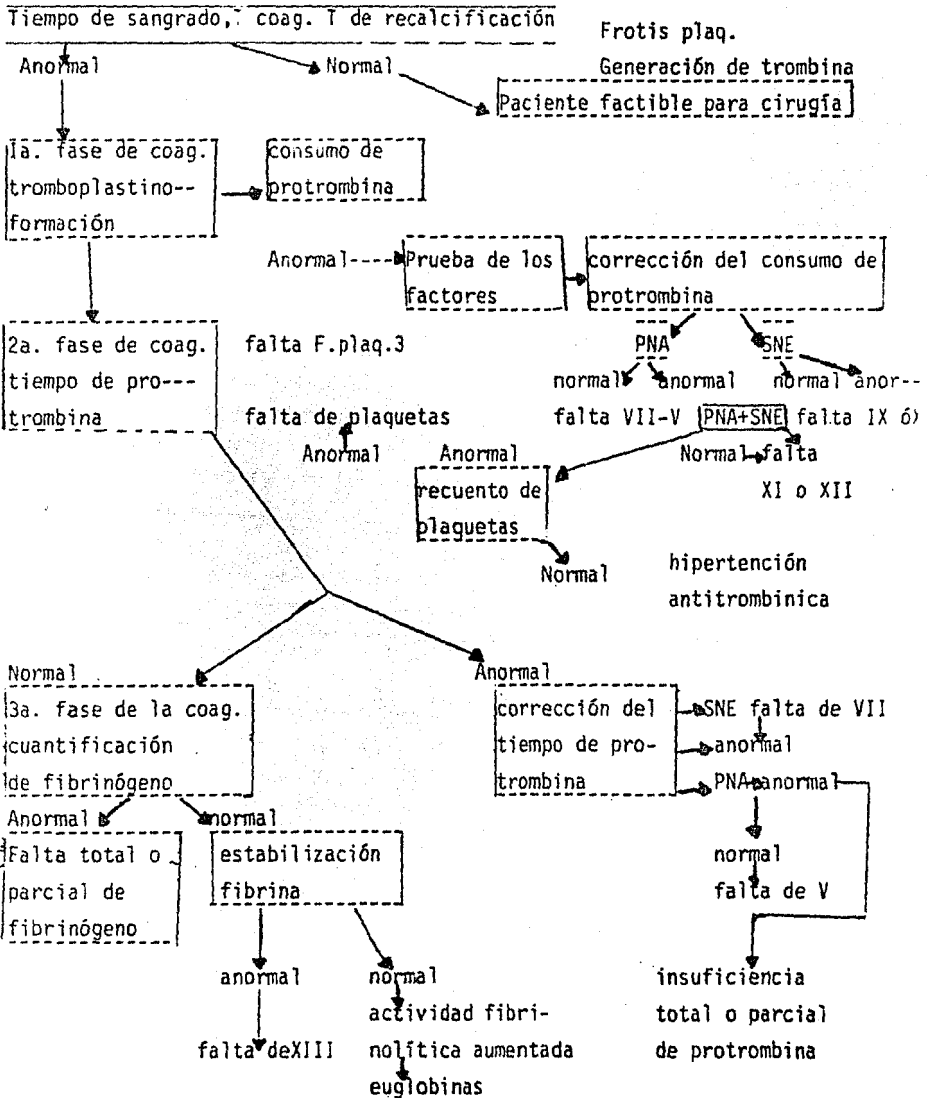 Tiempo de sangrado, coag. T de recalcificación
Frotis plaq.
Anormal Normal Generación de trombina
Paciente factible para cirugía
1a. fase de coag. consumo de
tromboplastino-- protrombina
formación
Anormal---- Prueba de los corrección del consumo de
factores protrombina
2a. fase de coag. falta F.plaq.3 PNA SNE
tiempo de pro--- normal anormal normal anor--
trombina falta de plaquetas falta VII-V PNA+SNE falta IX ó
Anormal Anormal Normal falta
recuento de XI o XII
plaquetas
Normal hipertención
antitrombinica
Normal Anormal
3a. fase de la coag. corrección del SNE falta de VII
cuantificación tiempo de pro- anormal
de fibrinógeno trombina PNA anormal
Anormal normal
Falta total o estabilización normal
parcial de fibrina falta de V
fibrinógeno
anormal normal insuficiencia
actividad fibri- total o parcial
falta deXIII nolítica aumentada de protrombina
euglobinas